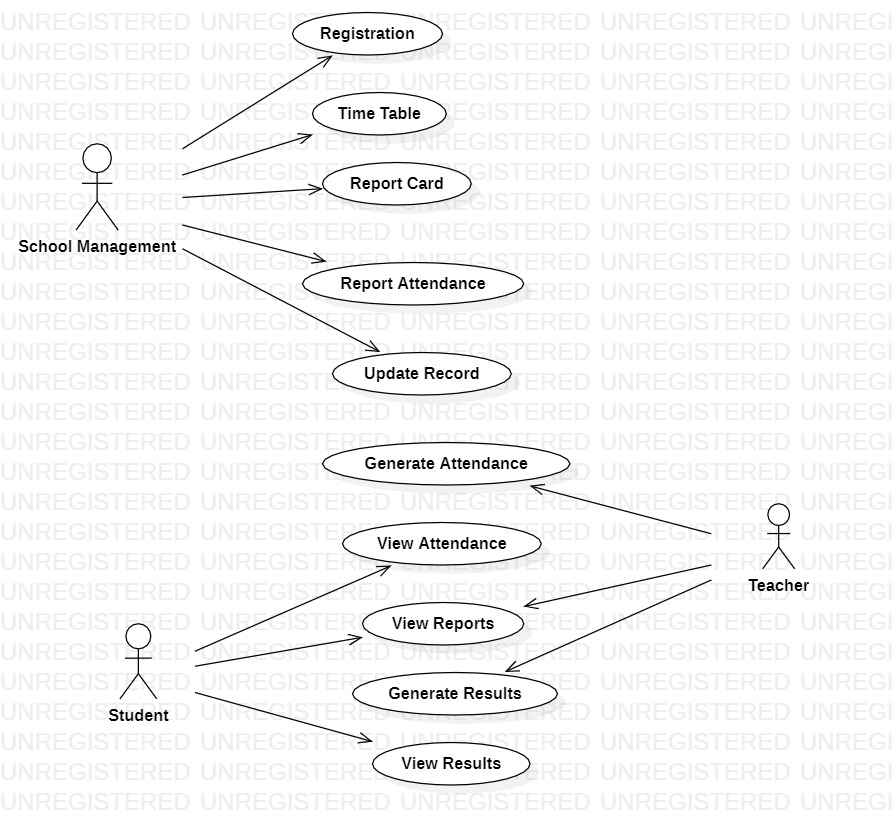 Registration
Time Table
Report Card
School Management
Report Attendance
Update Record
Generate Attendance
View Attendance
Teacher
View Reports
Generate Results
Student
View Results
UNREGISTERED UNREGISTERED UNREGISTERED UNREGISTERED UNREGI